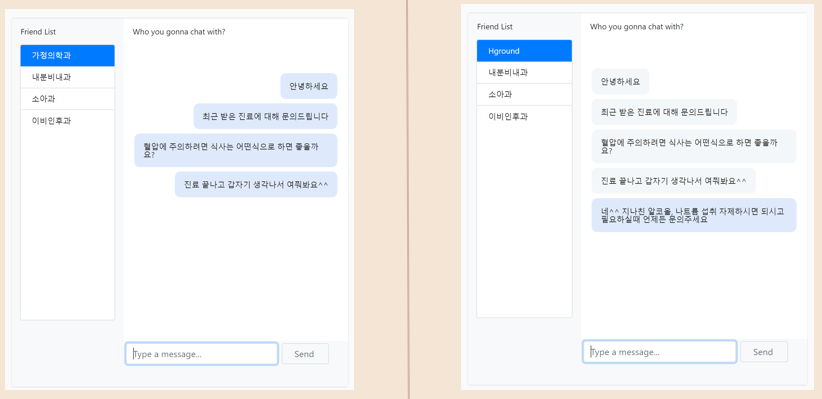 Friend List
가정의학과
내분비내과
소아과
이비인후과
Who you gonna chat with?
안녕하세요
최근 받은 진료에 대해 문의드립니다
혈압에 주의하려면 식사는 어떤식으로 하면 좋을까
요?
진료 끝나고 갑자기 생각나서 여쭤봐요^^
Type a message...
Send
Friend List
Hground
내분비내과
소아과
이비인후과
Who you gonna chat with?
안녕하세요
최근 받은 진료에 대해 문의드립니다
혈압에 주의하려면 식사는 어떤식으로 하면 좋을까
요?
진료 끝나고 갑자기 생각나서 여쭤봐요^^
네^^ 지나친 알코올, 나트륨 섭취 자제하시면 되시고
필요하실때 언제든 문의주세요
Type a message...
Send